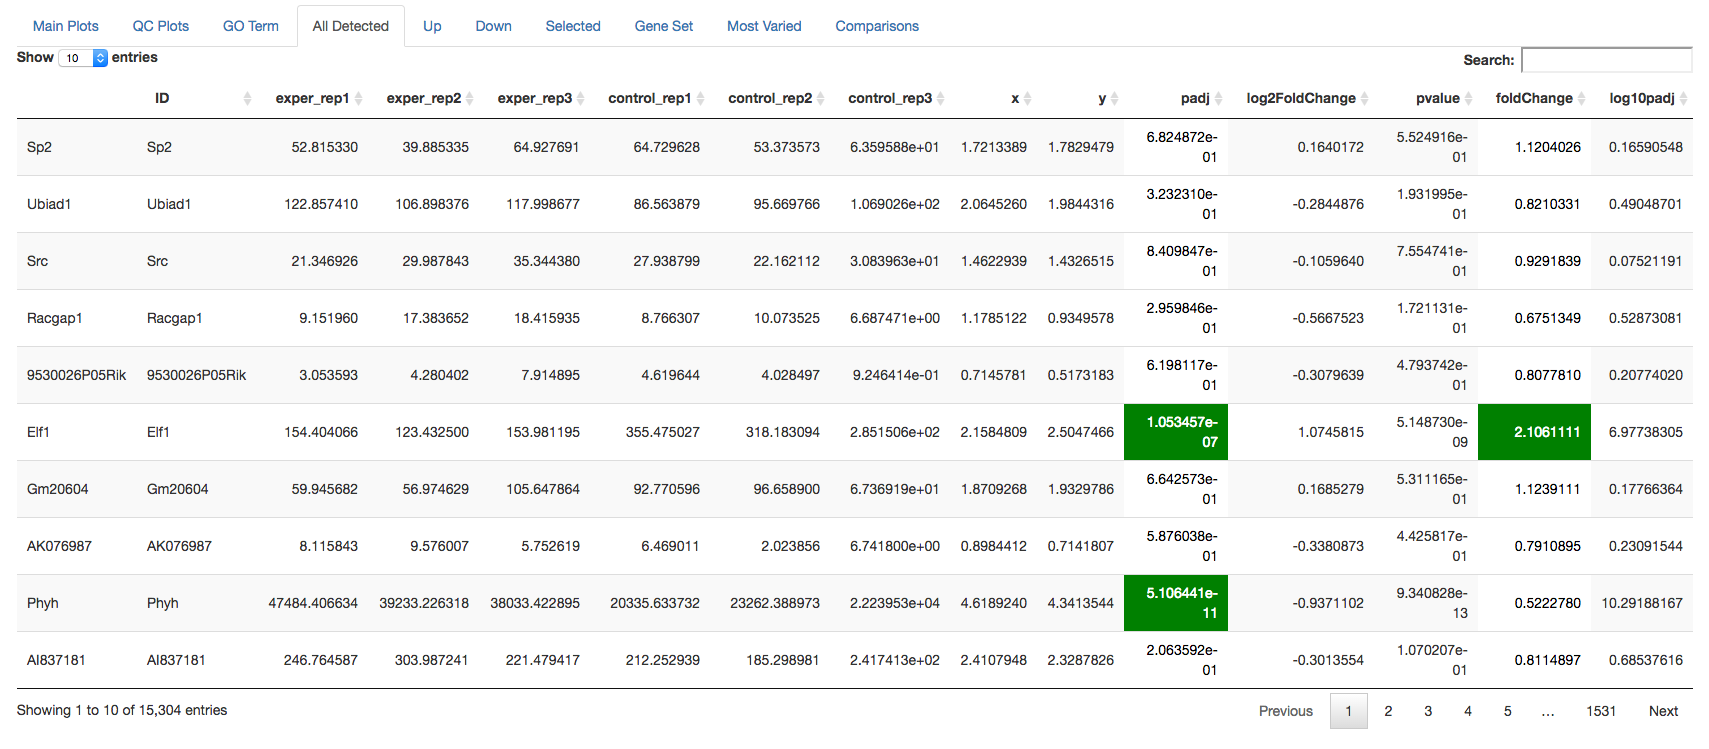 Main Plots QC Plots GO Term All Detected Up Down Selected Gene Set Most Varied Comparisons
Show 10 entries Search:
ID exper_rep1 exper_rep2 exper_rep3 control_rep1 control_rep2 control_rep3 x y padj log2FoldChange pvalue foldChange log10padj
Sp2 Sp2 52.815330 39.885335 64.927691 64.729628 53.373573 6.359588e+01 1.7213389 1.7829479 6.824872e-01 0.1640172 5.524916e-01 1.1204026 0.16590548
Ubiad1 Ubiad1 122.857410 106.898376 117.998677 86.563879 95.669766 1.069026e+02 2.0645260 1.9844316 3.232310e-01 -0.2844876 1.931995e-01 0.8210331 0.49048701
Src Src 21.346926 29.987843 35.344380 27.938799 22.162112 3.083963e+01 1.4622939 1.4326515 8.409847e-01 -0.1059640 7.554741e-01 0.9291839 0.07521191
Racgap1 Racgap1 9.151960 17.383652 18.415935 8.766307 10.073525 6.687471e+00 1.1785122 0.9349578 2.959846e-01 -0.5667523 1.721131e-01 0.6751349 0.52873081
9530026P05Rik 9530026P05Rik 3.053593 4.280402 7.914895 4.619644 4.028497 9.246414e-01 0.7145781 0.5173183 6.198117e-01 -0.3079639 4.793742e-01 0.8077810 0.20774020
Elf1 Elf1 154.404066 123.432500 153.981195 355.475027 318.183094 2.851506e+02 2.1584809 2.5047466 1.053457e-07 1.0745815 5.148730e-09 2.1061111 6.97738305
Gm20604 Gm20604 59.945682 56.974629 105.647864 92.770596 96.658900 6.736919e+01 1.8709268 1.9329786 6.642573e-01 0.1685279 5.311165e-01 1.1239111 0.17766364
AK076987 AK076987 8.115843 9.576007 5.752619 6.469011 2.023856 6.741800e+00 0.8984412 0.7141807 5.876038e-01 -0.3380873 4.425817e-01 0.7910895 0.23091544
Phyh Phyh 47484.406634 39233.226318 38033.422895 20335.633732 23262.388973 2.223953e+04 4.6189240 4.3413544 5.106441e-11 -0.9371102 9.340828e-13 0.5222780 10.29188167
AI837181 AI837181 246.764587 303.987241 221.479417 212.252939 185.298981 2.417413e+02 2.4107948 2.3287826 2.063592e-01 -0.3013554 1.070207e-01 0.8114897 0.68537616
Showing 1 to 10 of 15,304 entries Previous 1 2 3 4 5 … 1531 Next